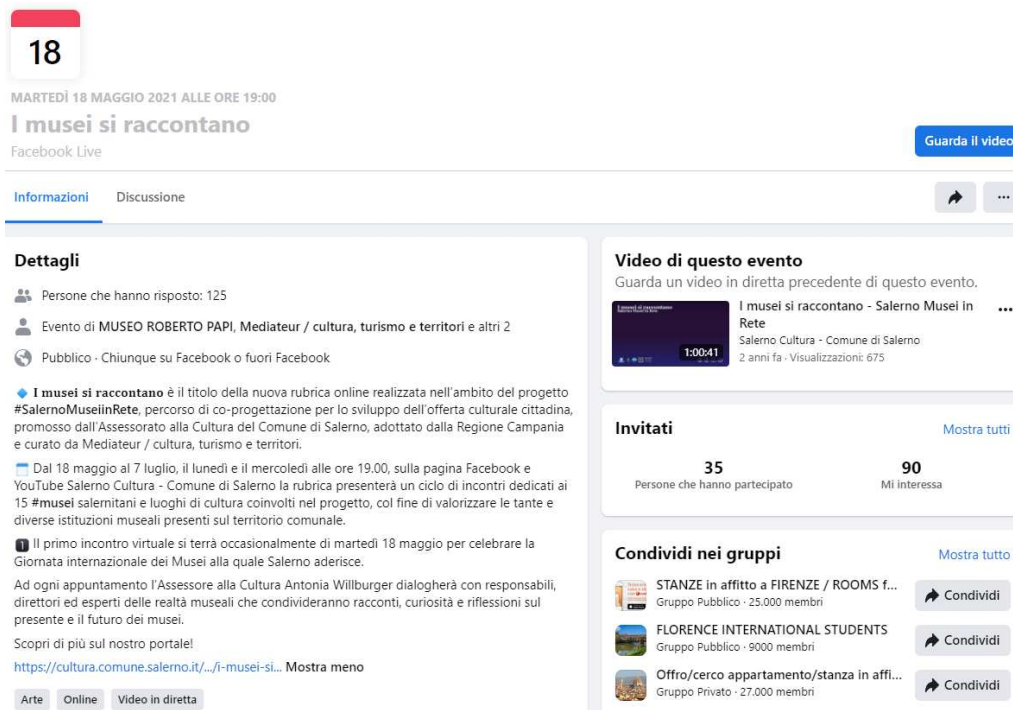 18
MARTEDÌ 18 MAGGIO 2021 ALLE ORE 19:00
I musei si raccontano
Facebook Live
Guarda il video
Informazioni
Discussione
Dettagli
Persone che hanno risposto: 125
Evento di MUSEO ROBERTO PAPI, Mediateur / cultura, turismo e territori e altri 2
Pubblico · Chiunque su Facebook o fuori Facebook
I musei si raccontano è il titolo della nuova rubrica online realizzata nell'ambito del progetto
#SalernoMuseiinRete, percorso di co-progettazione per lo sviluppo dell'offerta culturale cittadina,
promosso dall'Assessorato alla Cultura del Comune di Salerno, adottato dalla Regione Campania
e curato da Mediateur / cultura, turismo e territori.
Dal 18 maggio al 7 luglio, il lunedì e il mercoledì alle ore 19.00, sulla pagina Facebook e
YouTube Salerno Cultura - Comune di Salerno la rubrica presenterà un ciclo di incontri dedicati ai
15 #musei salernitani e luoghi di cultura coinvolti nel progetto, col fine di valorizzare le tante e
diverse istituzioni museali presenti sul territorio comunale.
1 Il primo incontro virtuale si terrà occasionalmente di martedì 18 maggio per celebrare la
Giornata internazionale dei Musei alla quale Salerno aderisce.
Ad ogni appuntamento l'Assessore alla Cultura Antonia Willburger dialogherà con responsabili,
direttori ed esperti delle realtà museali che condivideranno racconti, curiosità e riflessioni sul
presente e il futuro dei musei.
Scopri di più sul nostro portale!
https://cultura.comune.salerno.it/.../i-musei-si... Mostra meno
Arte
Online
Video in diretta
Video di questo evento
Guarda un video in diretta precedente di questo evento.
I musei si raccontano
1:00:41
I musei si raccontano - Salerno Musei in
Rete
Salerno Cultura - Comune di Salerno
2 anni fa · Visualizzazioni: 675
Invitati
Mostra tutti
35
Persone che hanno partecipato
90
Mi interessa
Condividi nei gruppi
Mostra tutto
STANZE in affitto a FIRENZE / ROOMS f...
Gruppo Pubblico · 25.000 membri
Condividi
FLORENCE INTERNATIONAL STUDENTS
Gruppo Pubblico · 9000 membri
Condividi
Offro/cerco appartamento/stanza in affi...
Gruppo Privato · 27.000 membri
Condividi